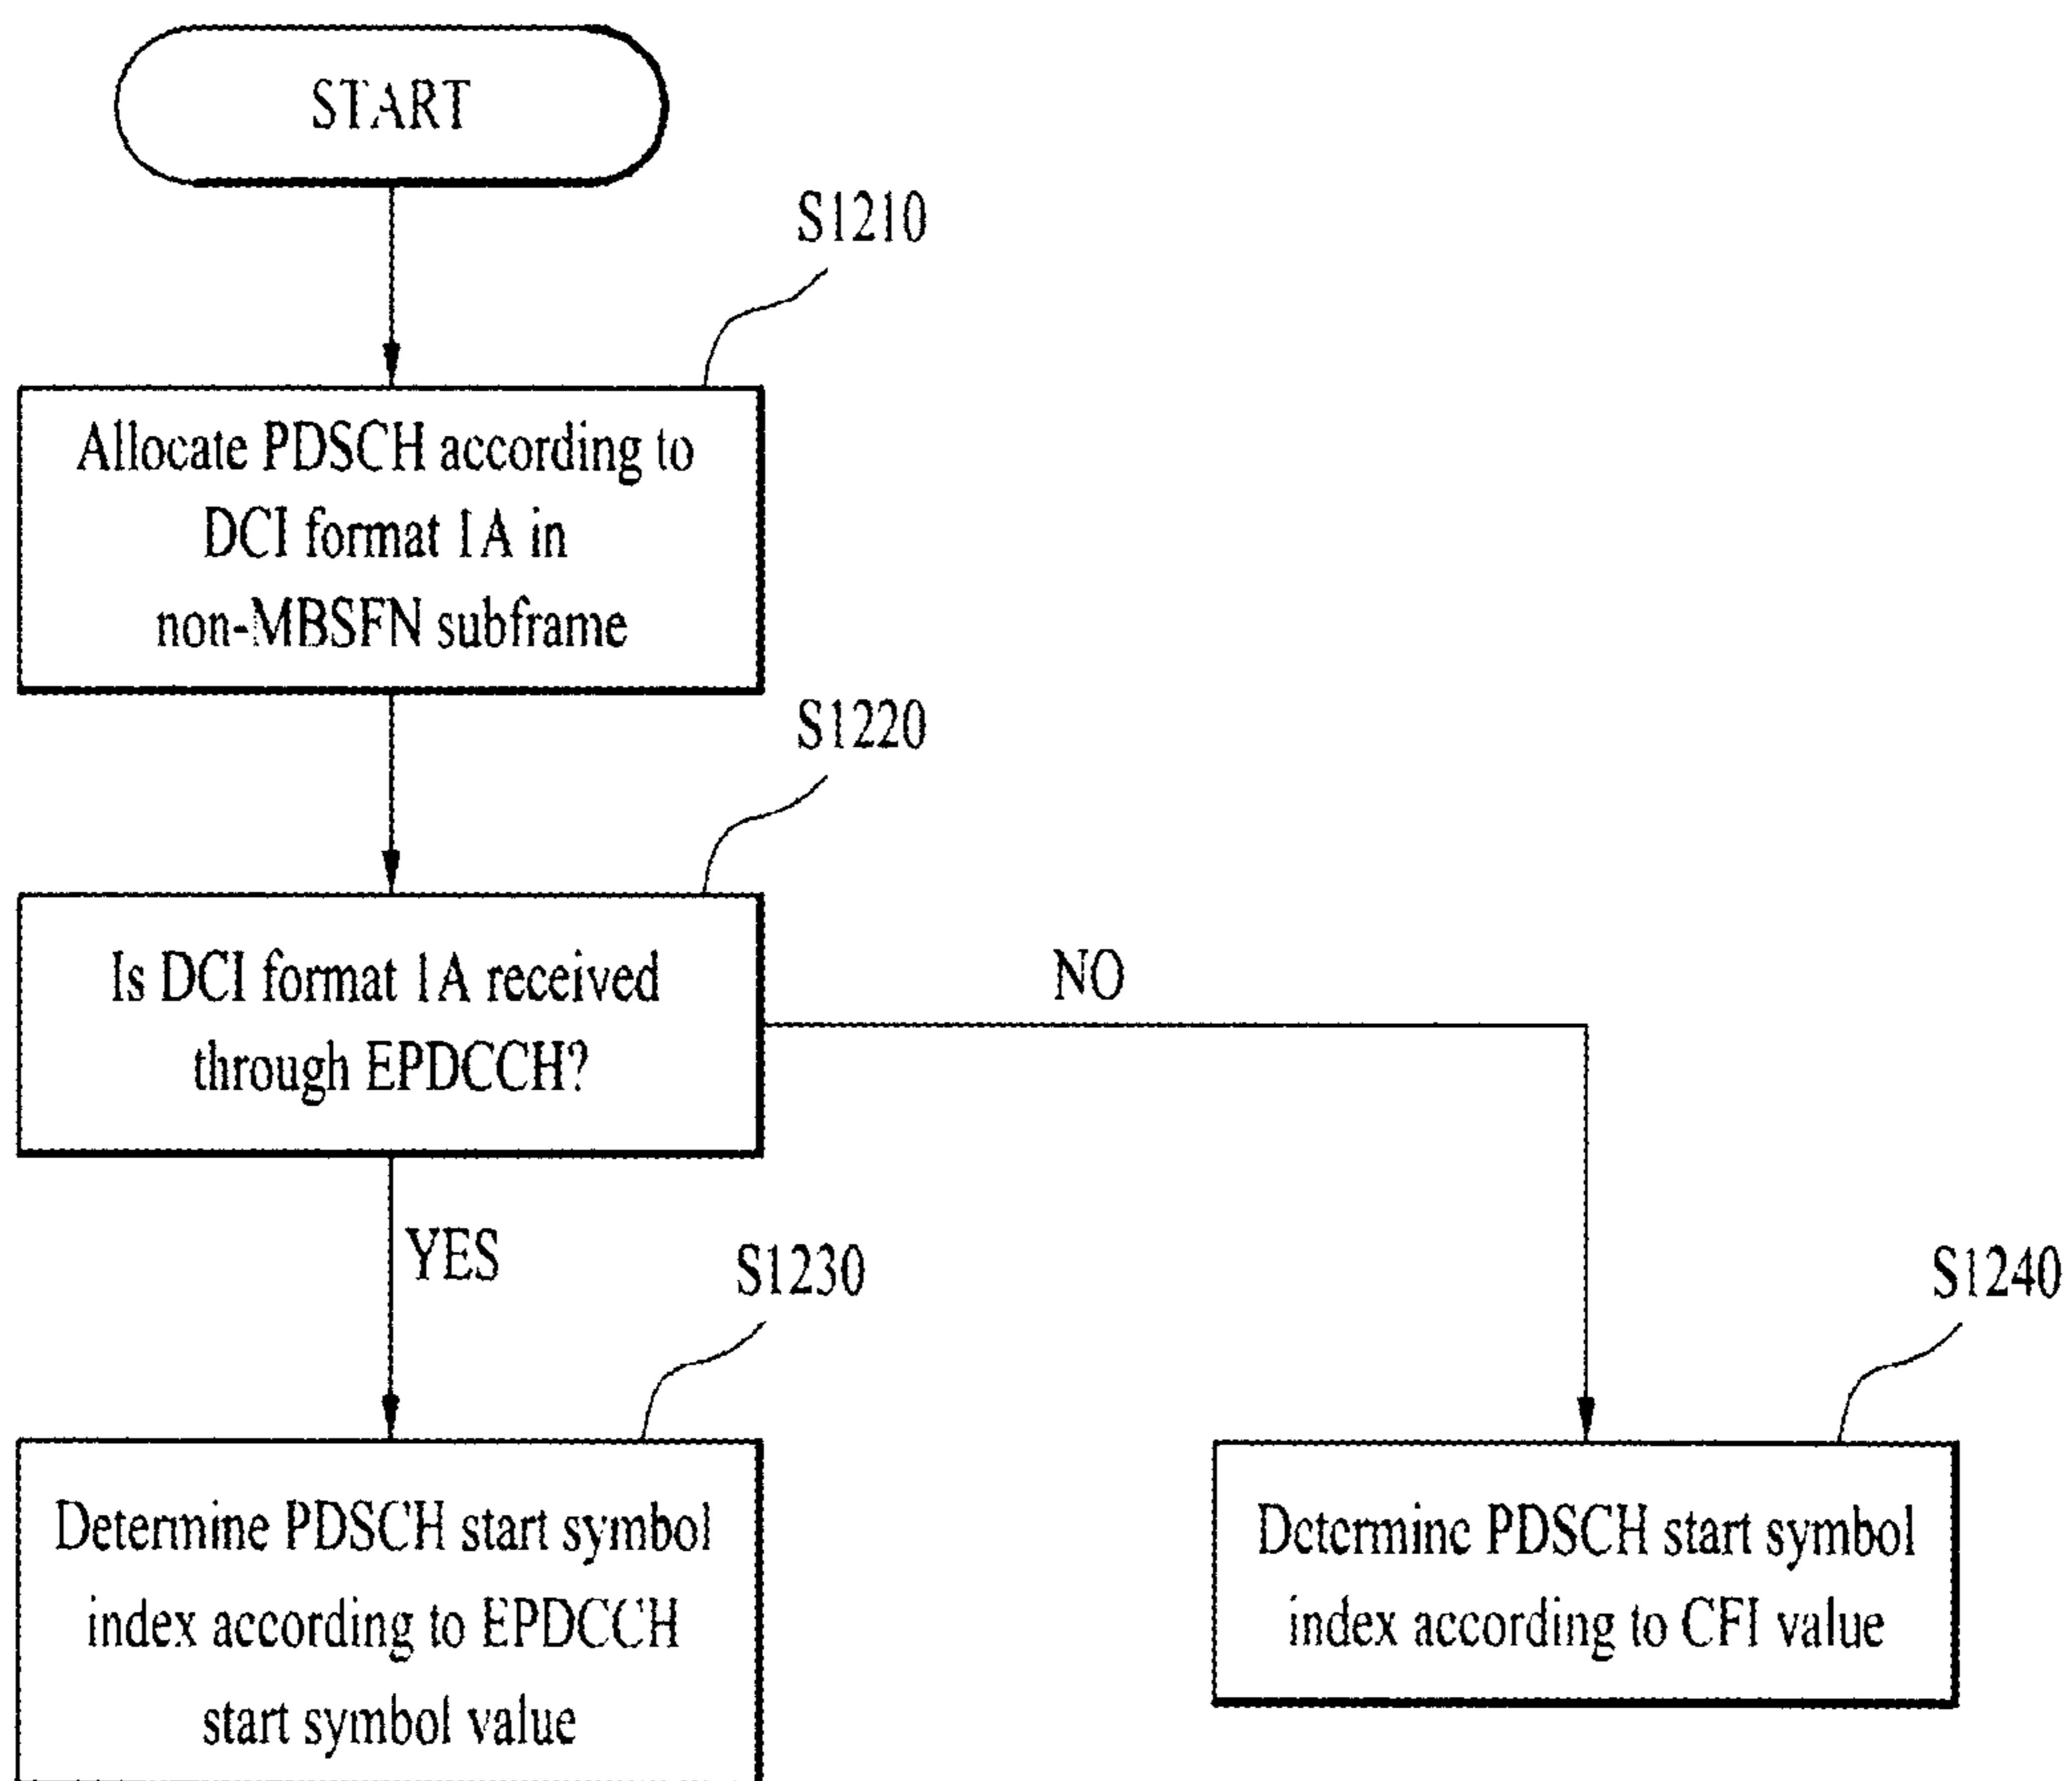 START
S1210
Allocate PDSCH according to
DCI format 1A in
non-MBSFN subframe
S1220
Is DCI format 1A received
through EPDCCH?
NO
YES
S1230
Determine PDSCH start symbol
index according to EPDCCH
start symbol value
S1240
Determine PDSCH start symbol
index according to CFI value